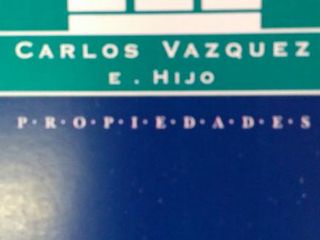 CARLOS VAZQUEZ
E . HIJO
P·R·O·P·I·E·D·A·D·E·S